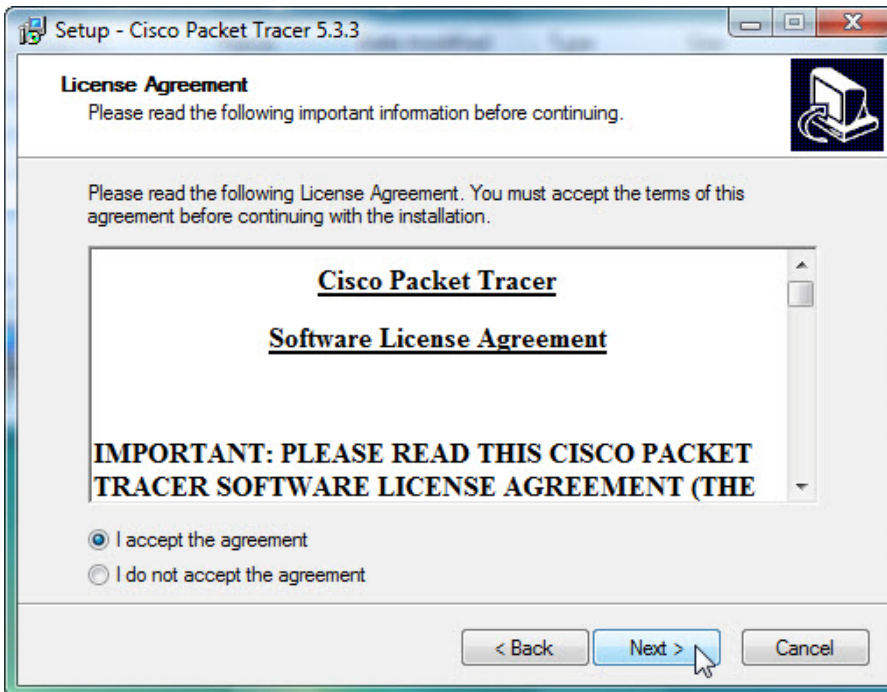 Setup - Cisco Packet Tracer 5.3.3
License Agreement
Please read the following important information before continuing.
Please read the following License Agreement. You must accept the terms of this
agreement before continuing with the installation.
Cisco Packet Tracer
Software License Agreement
IMPORTANT: PLEASE READ THIS CISCO PACKET
TRACER SOFTWARE LICENSE AGREEMENT (THE
I accept the agreement
I do not accept the agreement
< Back Next > Cancel